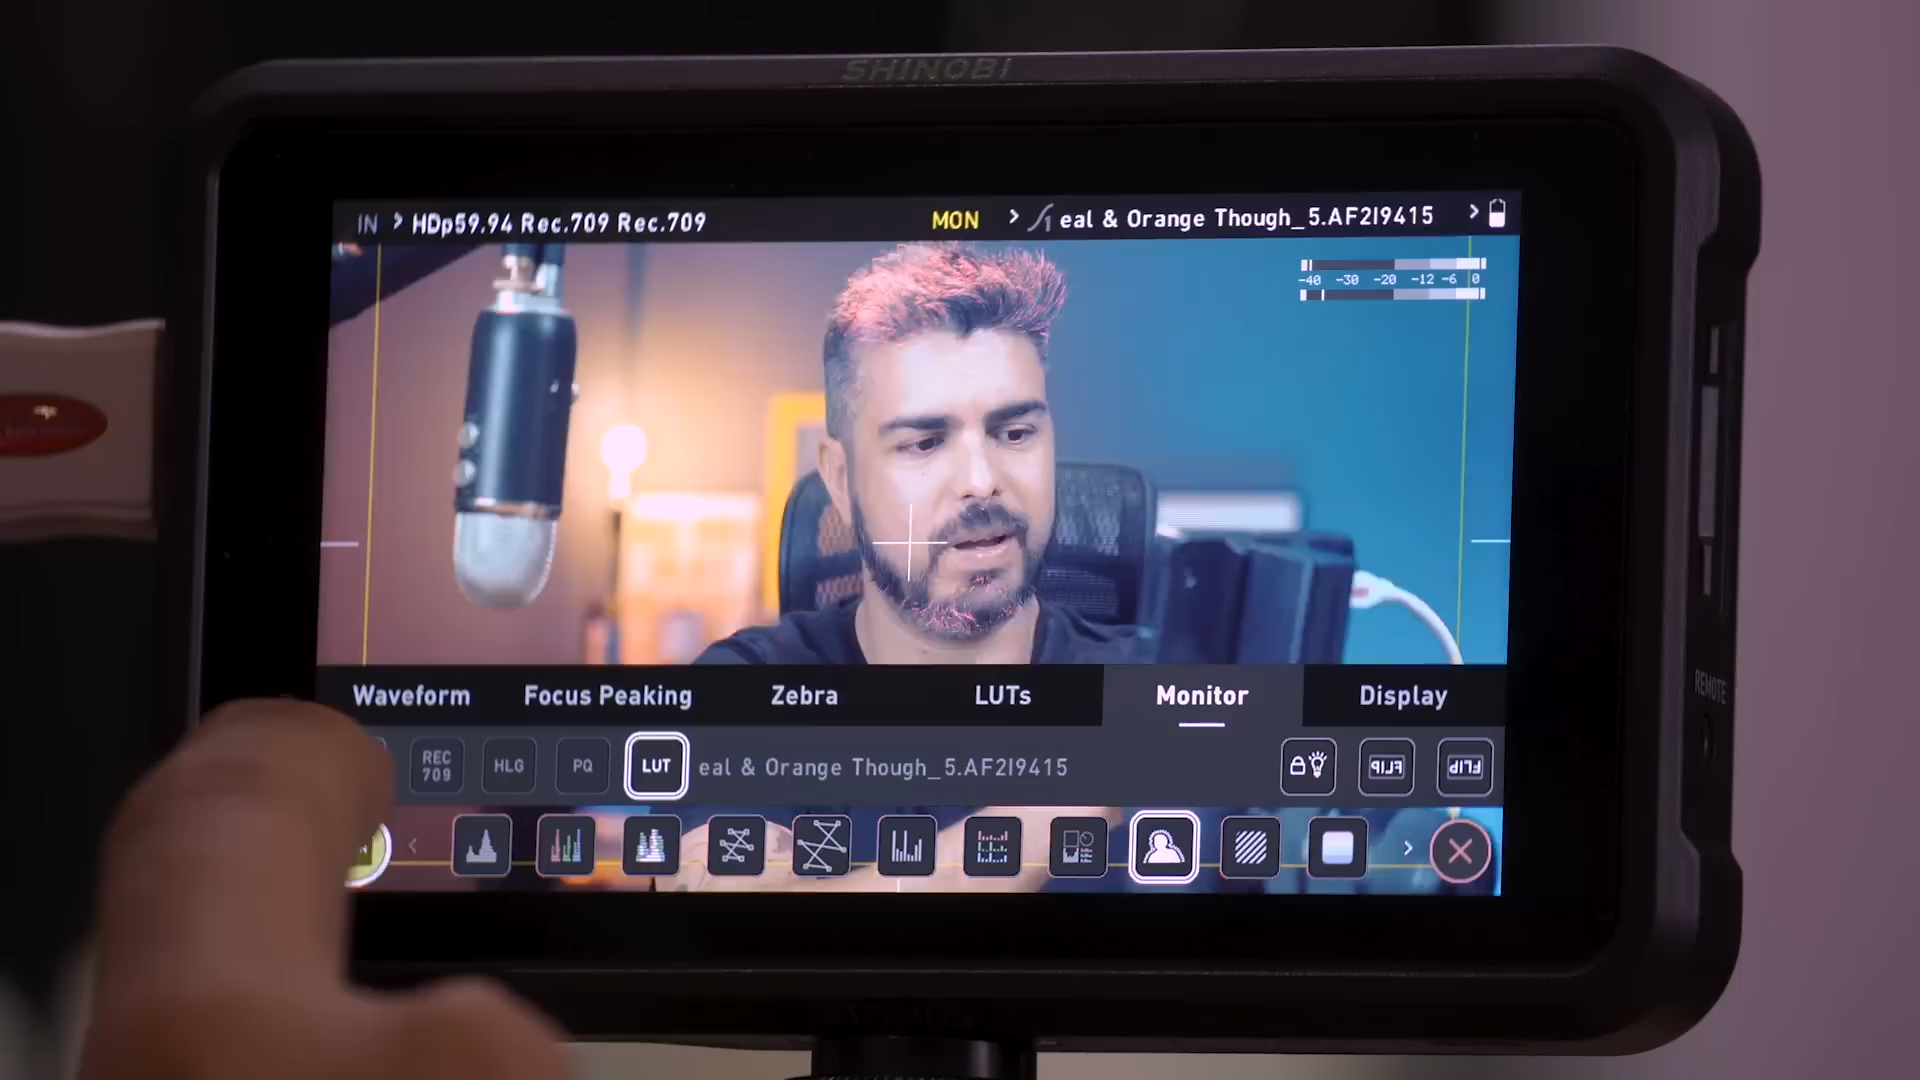 SHINOBI
IN > HDp59.94 Rec.709 Rec.709
MON > eal & Orange Though_5.AF2I9415 >
-40 -30 -20 -12 -6 0
Waveform Focus Peaking Zebra LUTs Monitor Display
REC 709 HLG PQ LUT eal & Orange Though_5.AF2I9415 FLIP FLIP
REMOTE